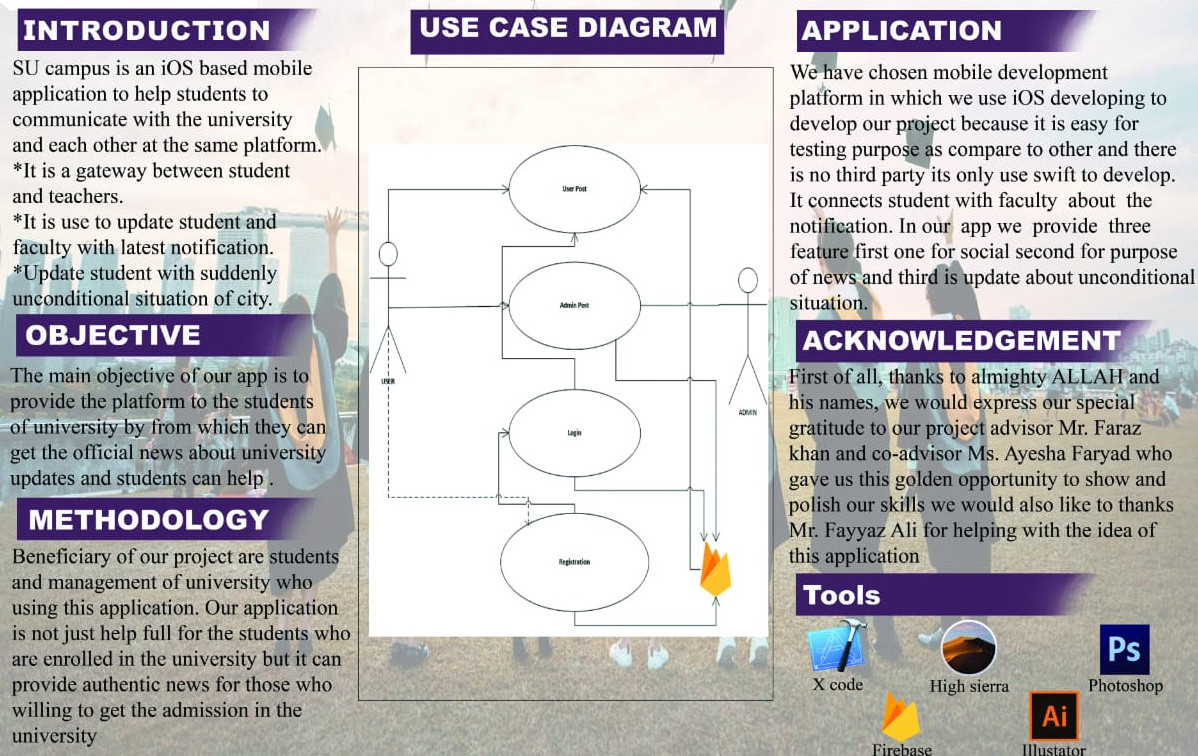 INTRODUCTION
SU campus is an iOS based mobile
application to help students to
communicate with the university
and each other at the same platform.
*It is a gateway between student
and teachers.
*It is use to update student and
faculty with latest notification.
*Update student with suddenly
unconditional situation of city.
OBJECTIVE
The main objective of our app is to
provide the platform to the students
of university by from which they can
get the official news about university
updates and students can help .
METHODOLOGY
Beneficiary of our project are students
and management of university who
using this application. Our application
is not just help full for the students who
are enrolled in the university but it can
provide authentic news for those who
willing to get the admission in the
university
USE CASE DIAGRAM
User Post
Admin Post
USER
ADMIN
Login
Registration
APPLICATION
We have chosen mobile development
platform in which we use iOS developing to
develop our project because it is easy for
testing purpose as compare to other and there
is no third party its only use swift to develop.
It connects student with faculty about the
notification. In our app we provide three
feature first one for social second for purpose
of news and third is update about unconditional
situation.
ACKNOWLEDGEMENT
First of all, thanks to almighty ALLAH and
his names, we would express our special
gratitude to our project advisor Mr. Faraz
khan and co-advisor Ms. Ayesha Faryad who
gave us this golden opportunity to show and
polish our skills we would also like to thanks
Mr. Fayyaz Ali for helping with the idea of
this application
Tools
Ps
X code
High sierra
Photoshop
Ai
Firebase
Illustator